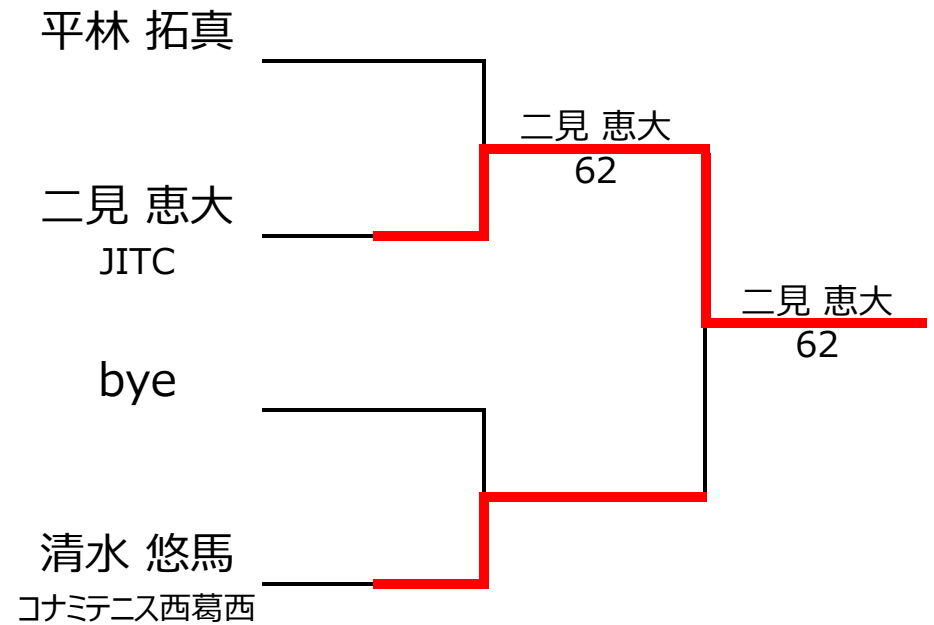 平林 拓真
二見 恵大
JITC
bye
清水 悠馬
コナミテニス西葛西
二見 恵大
62
二見 恵大
62